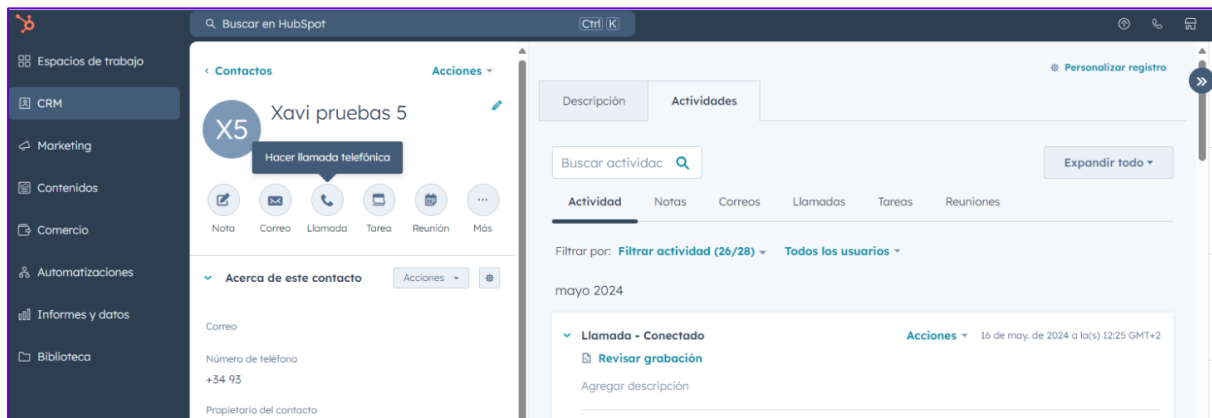 Buscar en HubSpot
Ctrl K
Espacios de trabajo
CRM
Marketing
Contenidos
Comercio
Automatizaciones
Informes y datos
Biblioteca
Contactos
Acciones
X5
Xavi pruebas 5
Hacer llamada telefónica
Nota Correo Llamada Tarea Reunión Más
Acerca de este contacto
Acciones
Correo
Número de teléfono
+34 93
Propietario del contacto
Personalizar registro
Descripción Actividades
Buscar activida
Expandir todo
Actividad Notas Correos Llamadas Tareas Reuniones
Filtrar por: Filtrar actividad (26/28) Todos los usuarios
mayo 2024
Llamada - Conectado
Acciones 16 de may. de 2024 a la(s) 12:25 GMT+2
Revisar grabación
Agregar descripción